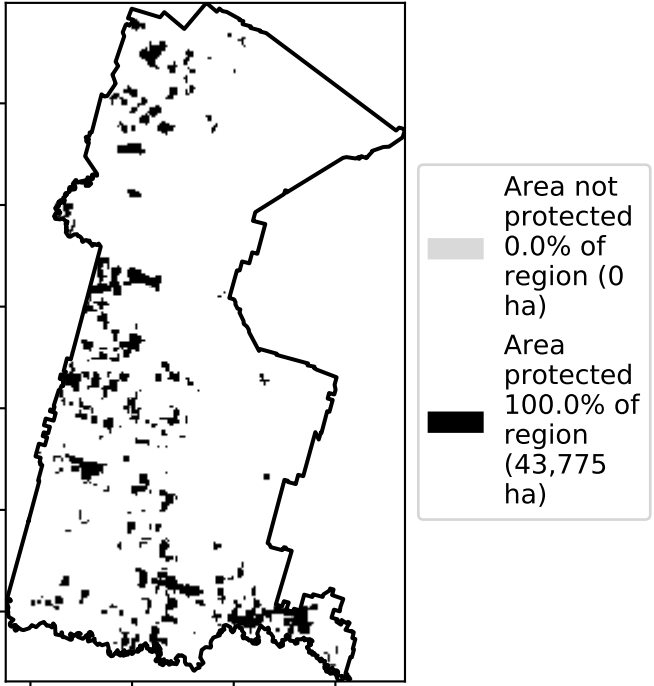 Area not
protected
0.0% of
region (0
ha)
Area
protected
100.0% of
region
(43,775
ha)